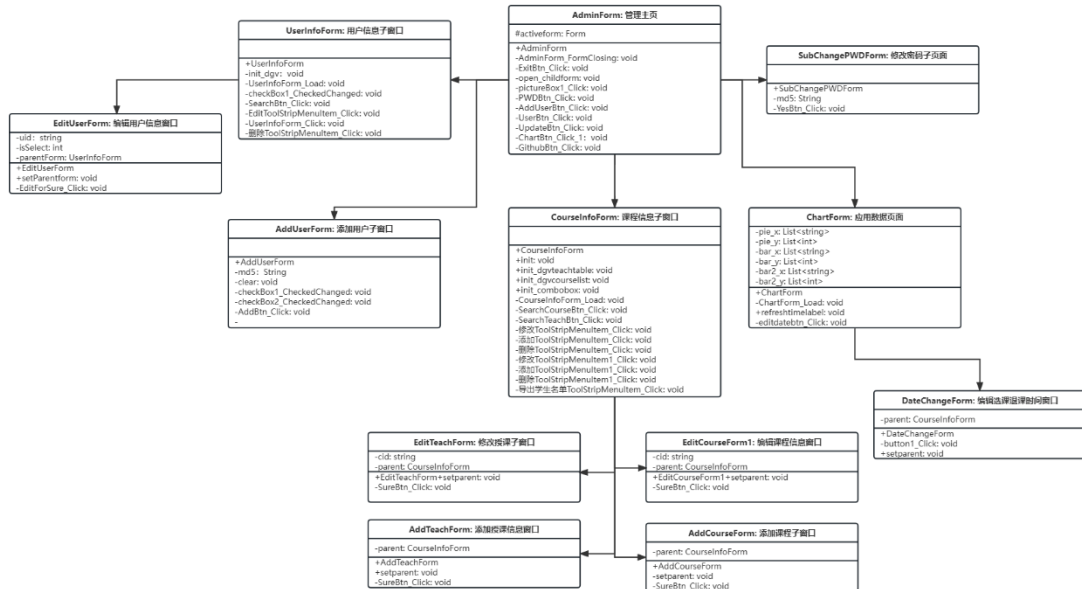 AdminForm: 管理主页
#activeform: Form
+AdminForm
-AdminForm_FormClosing: void
-ExitBtn_Click: void
-open_childform: void
-pictureBox1_Click: void
-PWDBtn_Click: void
-AddUserBtn_Click: void
-UserBtn_Click: void
-UpdateBtn_Click: void
-ChartBtn_Click_1: void
-GithubBtn_Click: void
UserInfoForm: 用户信息子窗口
+UserInfoForm
-init_dgv: void
-UserInfoForm_Load: void
-checkBox1_CheckedChanged: void
-SearchBtn_Click: void
-EditToolStripMenuItem_Click: void
-UserInfoForm_Click: void
-删除ToolStripMenuItem_Click: void
SubChangePWDForm: 修改密码子页面
+SubChangePWDForm
-md5: String
-YesBtn_Click: void
EditUserForm: 编辑用户信息窗口
-uid: string
-isSelect: int
-parentForm: UserInfoForm
+EditUserForm
+setParentform: void
-EditForSure_Click: void
AddUserForm: 添加用户子窗口
+AddUserForm
-md5: String
-clear: void
-checkBox1_CheckedChanged: void
-checkBox2_CheckedChanged: void
-AddBtn_Click: void
-
CourseInfoForm: 课程信息子窗口
+CourseInfoForm
+init: void
+init_dgvteachtable: void
+init_dgvcourselist: void
+init_combobox: void
-CourseInfoForm_Load: void
-SearchCourseBtn_Click: void
-SearchTeachBtn_Click: void
-修改ToolStripMenuItem_Click: void
-添加ToolStripMenuItem_Click: void
-删除ToolStripMenuItem_Click: void
-修改ToolStripMenuItem1_Click: void
-添加ToolStripMenuItem1_Click: void
-删除ToolStripMenuItem1_Click: void
-导出学生名单ToolStripMenuItem_Click: void
ChartForm: 应用数据页面
-pie_x: List<string>
-pie_y: List<int>
-bar_x: List<string>
-bar_y: List<int>
-bar2_x: List<string>
-bar2_y: List<int>
+ChartForm
-ChartForm_Load: void
+refreshtimelabel: void
-editdatebtn_Click: void
DateChangeForm: 编辑选课退课时间窗口
-parent: CourseInfoForm
+DateChangeForm
-button1_Click: void
+setparent: void
EditTeachForm: 修改授课子窗口
-cid: string
-parent: CourseInfoForm
+EditTeachForm+setparent: void
-SureBtn_Click: void
EditCourseForm1: 编辑课程信息窗口
-cid: string
-parent: CourseInfoForm
+EditCourseForm1+setparent: void
-SureBtn_Click: void
AddTeachForm: 添加授课信息窗口
-parent: CourseInfoForm
+AddTeachForm
+setparent: void
-SureBtn_Click: void
AddCourseForm: 添加课程子窗口
-parent: CourseInfoForm
+AddCourseForm
-setparent: void
-SureBtn_Click: void